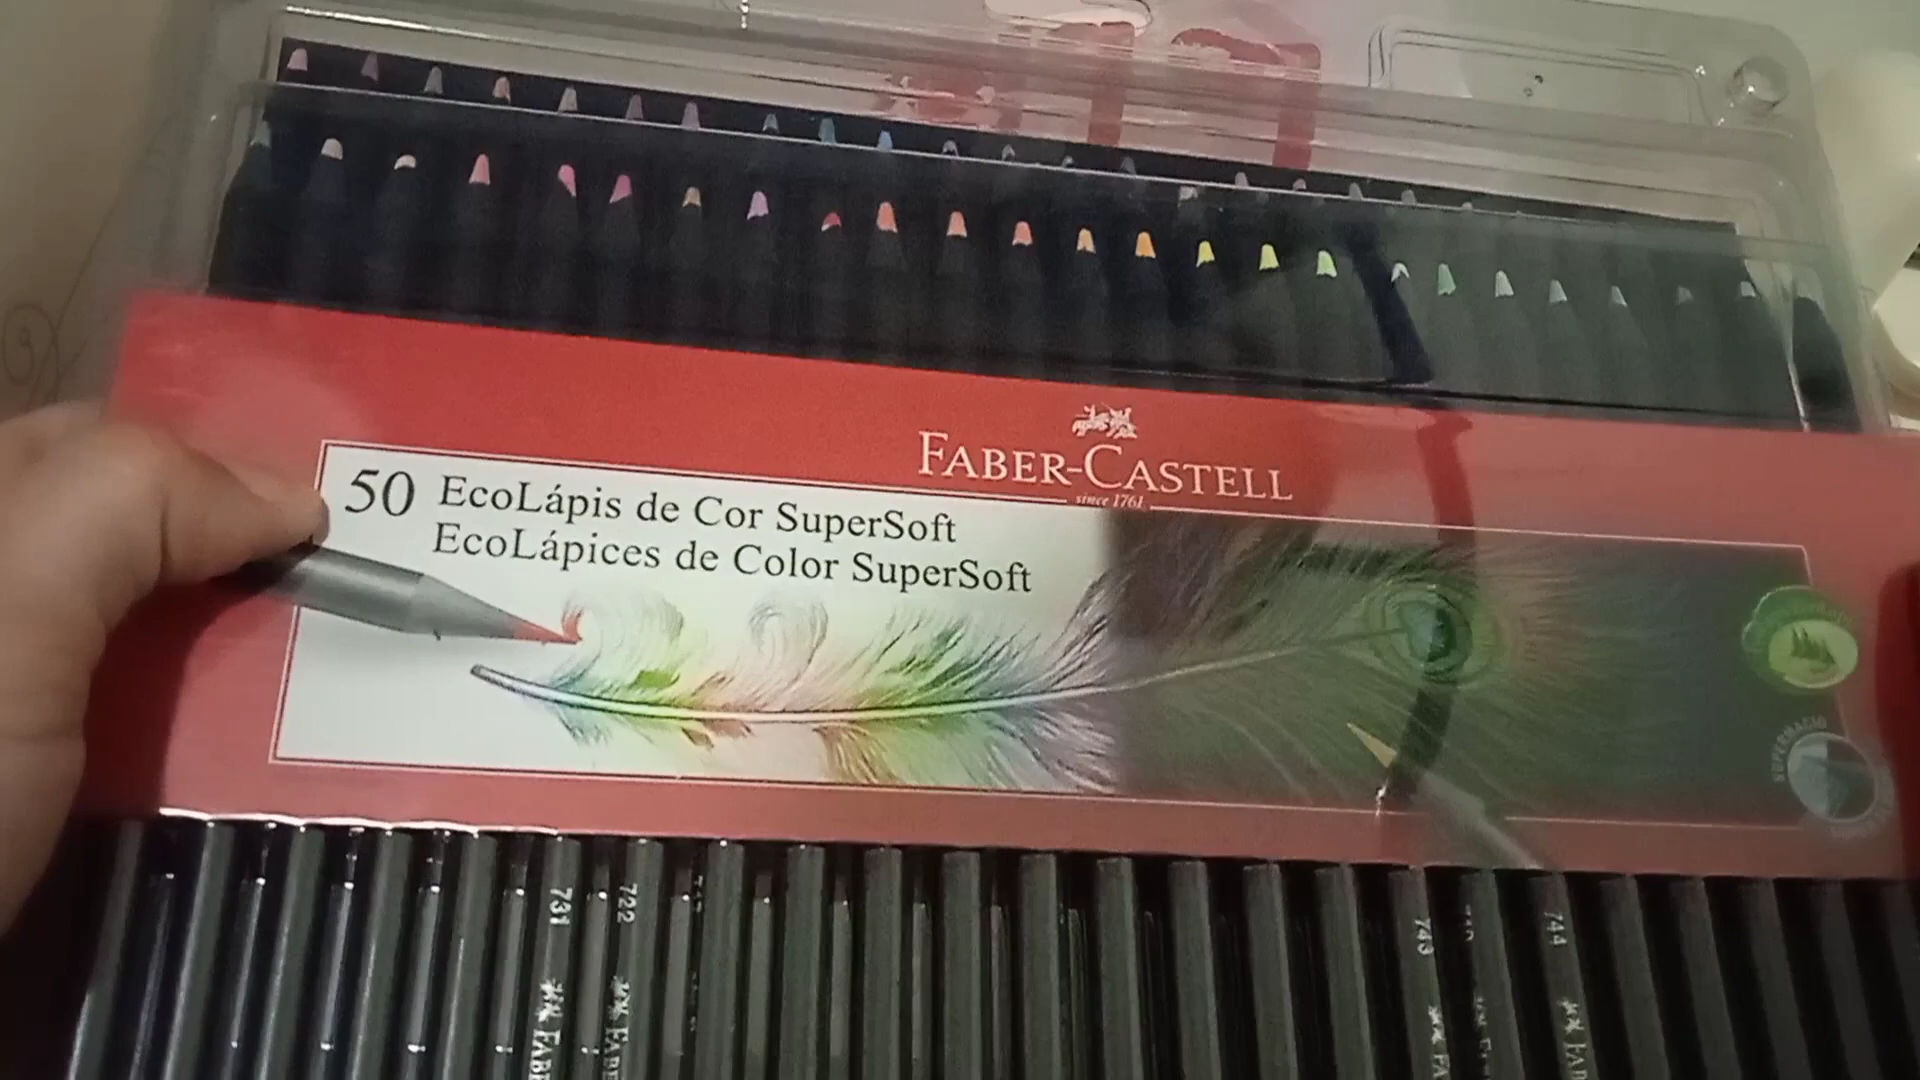 FABER-CASTELL
since 1761
50 EcoLápis de Cor SuperSoft
EcoLápices de Color SuperSoft
731
722
743
744